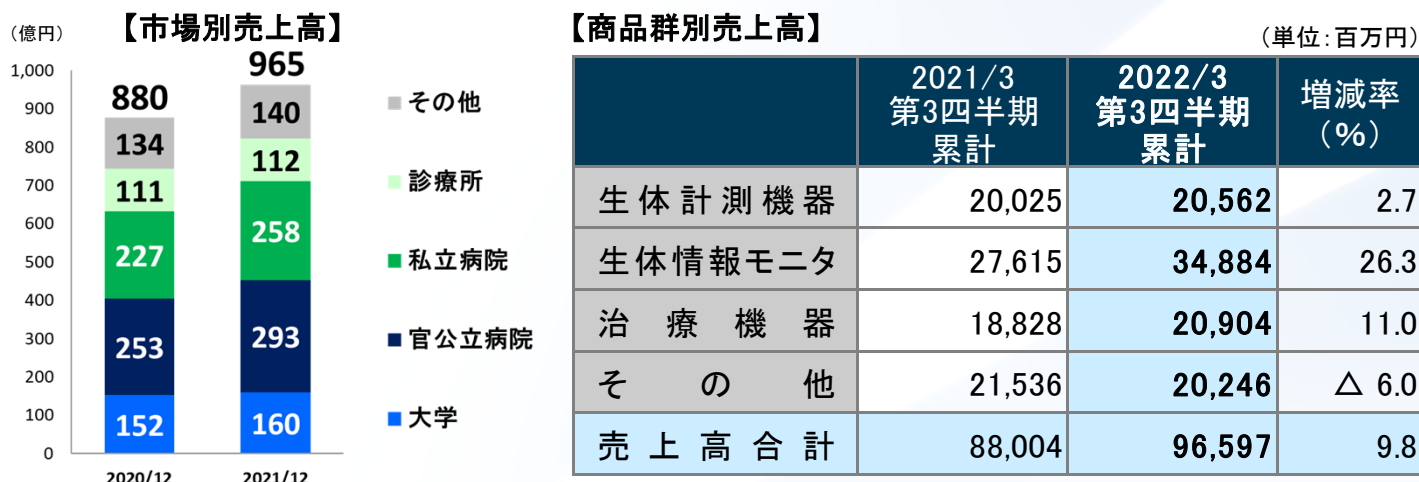 【市場別売上高】
（億円）
1,000
900
800
700
600
500
400
300
200
100
0
880
134
111
227
253
152
2020/12
965
140
112
258
293
160
2021/12
その他
診療所
私立病院
官公立病院
大学
【商品群別売上高】
（単位：百万円）
2021/3 第3四半期 累計 2022/3 第3四半期 累計 増減率 （%）
生体計測機器 20,025 20,562 2.7
生体情報モニタ 27,615 34,884 26.3
治療機器 18,828 20,904 11.0
その他 21,536 20,246 △ 6.0
売上高合計 88,004 96,597 9.8